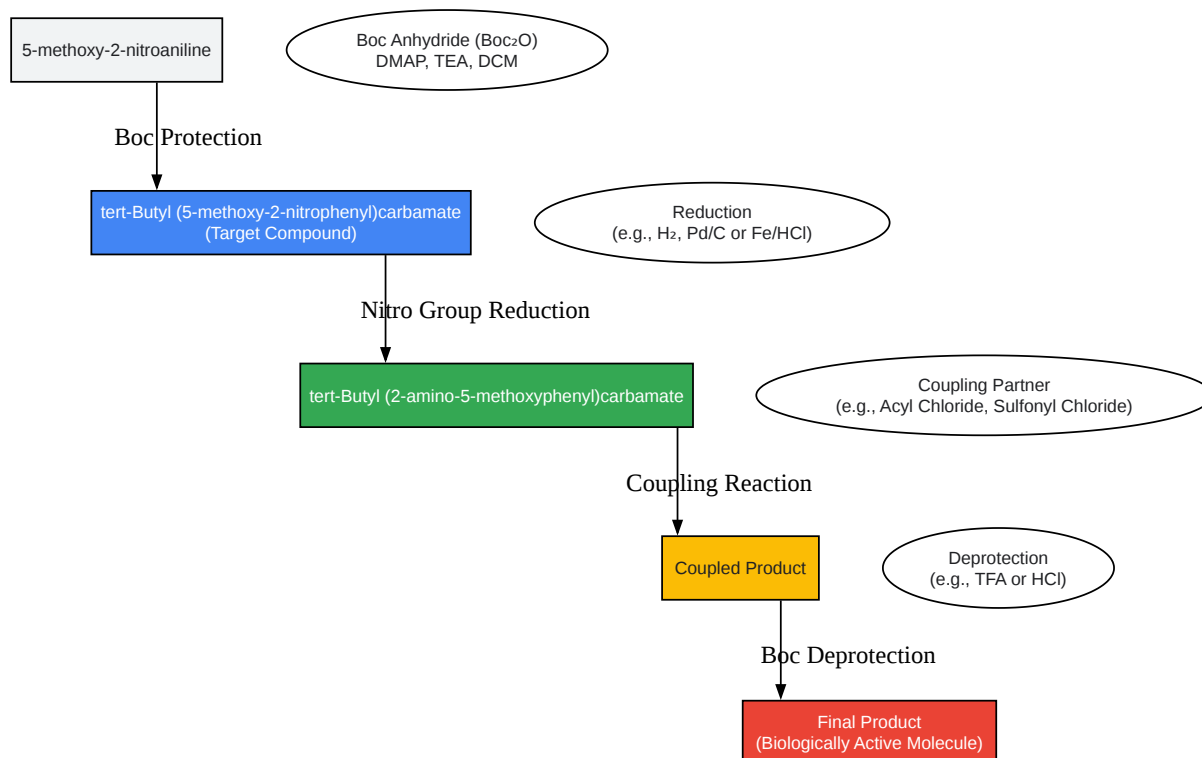 5-methoxy-2-nitroaniline
Boc Anhydride (Boc₂O)
DMAP, TEA, DCM
Boc Protection
tert-Butyl (5-methoxy-2-nitrophenyl)carbamate
(Target Compound)
Reduction
(e.g., H₂, Pd/C or Fe/HCl)
Nitro Group Reduction
tert-Butyl (2-amino-5-methoxyphenyl)carbamate
Coupling Partner
(e.g., Acyl Chloride, Sulfonyl Chloride)
Coupling Reaction
Coupled Product
Deprotection
(e.g., TFA or HCl)
Boc Deprotection
Final Product
(Biologically Active Molecule)